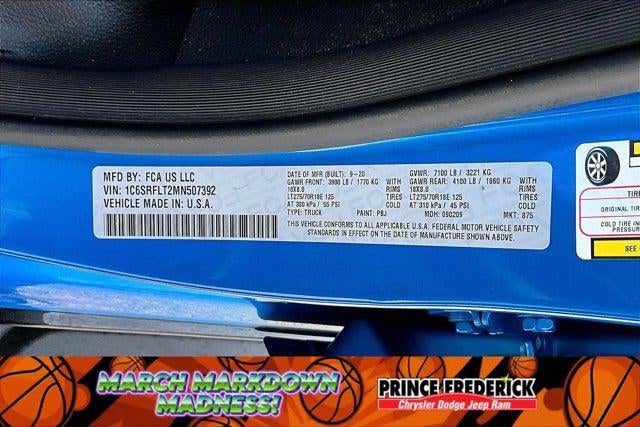 MFD BY: FCA US LLC
VIN: 1C6SRFLT2MN507392
VEHICLE MADE IN: U.S.A.
DATE OF MFR (BUILT): 9-20
GAWR FRONT: 3900 LB / 1770 KG
18X8.0 RIMS
LT275/70R18E 125 TIRES
AT 380 kPa / 55 PSI COLD
TYPE: TRUCK PAINT: PBJ
GVWR: 7100 LB / 3221 KG
GAWR REAR: 4100 LB / 1860 KG
18X8.0 RIMS
LT275/70R18E 125 TIRES
AT 310 kPa / 45 PSI COLD
MDH: 090209 MKT: 875
THIS VEHICLE CONFORMS TO ALL APPLICABLE U.S.A. FEDERAL MOTOR VEHICLE SAFETY
STANDARDS IN EFFECT ON THE DATE OF MANUFACTURE SHOWN ABOVE.
TIRE
ORIGINAL TIR
COLD TIRE IN
PRESSURE
SEE
MARCH MARKDOWN
MADNESS!
PRINCE FREDERICK
Chrysler Dodge Jeep Ram